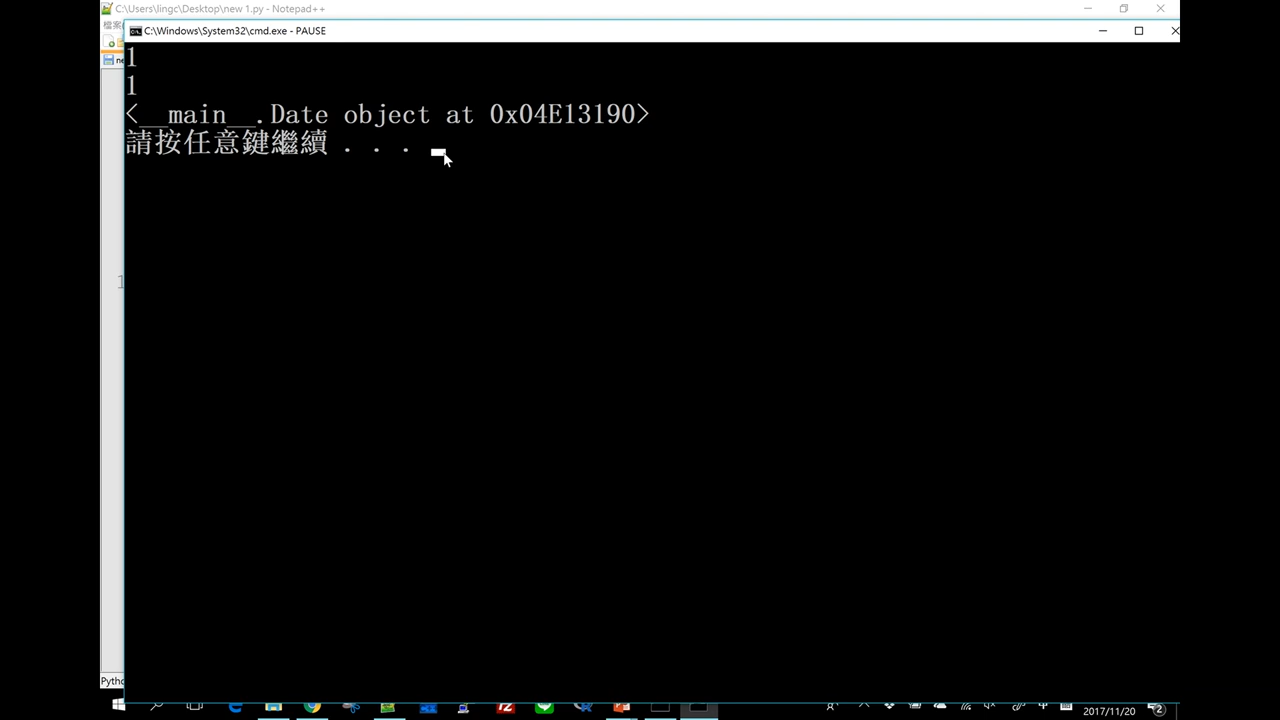 C:\Users\lingc\Desktop\new 1.py - Notepad++
C:\Windows\System32\cmd.exe - PAUSE
1
1
<__main__.Date object at 0x04E13190>
請按任意鍵繼續 . . .
2017/11/20